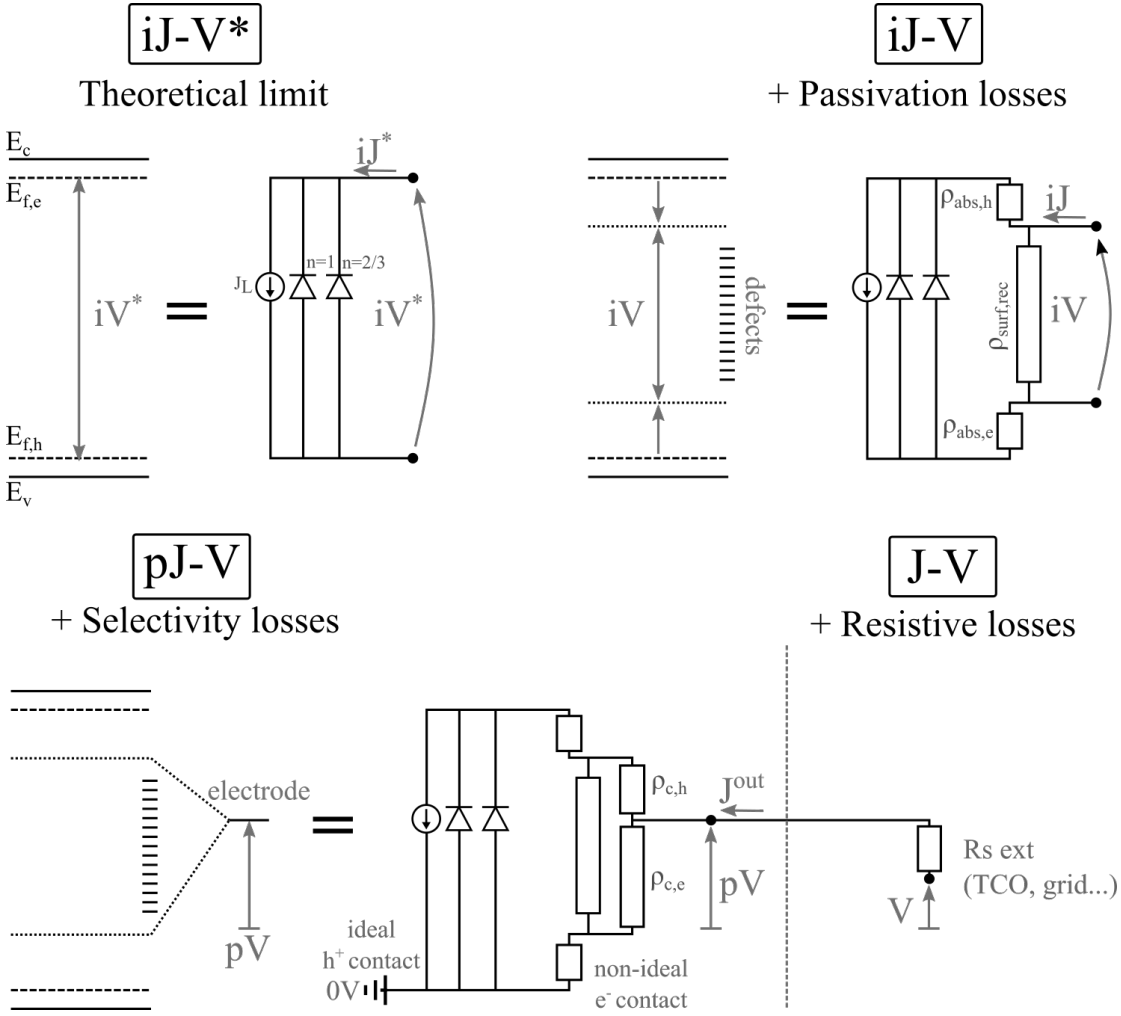 iJ-V*
Theoretical limit
E_c
E_f,e
iV*
E_f,h
E_v
=
iJ*
J_L
n=1
n=2/3
iV*
iJ-V
+ Passivation losses
iV
defects
=
ρ_abs,h
iJ
ρ_surf,rec
iV
ρ_abs,e
pJ-V
+ Selectivity losses
electrode
pV
=
ideal
h⁺ contact
0V
ρ_c,h
ρ_c,e
J^out
pV
non-ideal
e⁻ contact
J-V
+ Resistive losses
Rs ext
(TCO, grid...)
V